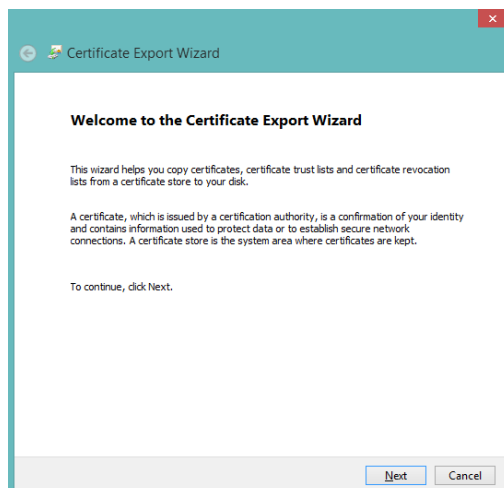 Certificate Export Wizard
Welcome to the Certificate Export Wizard
This wizard helps you copy certificates, certificate trust lists and certificate revocation
lists from a certificate store to your disk.
A certificate, which is issued by a certification authority, is a confirmation of your identity
and contains information used to protect data or to establish secure network
connections. A certificate store is the system area where certificates are kept.
To continue, click Next.
Next Cancel